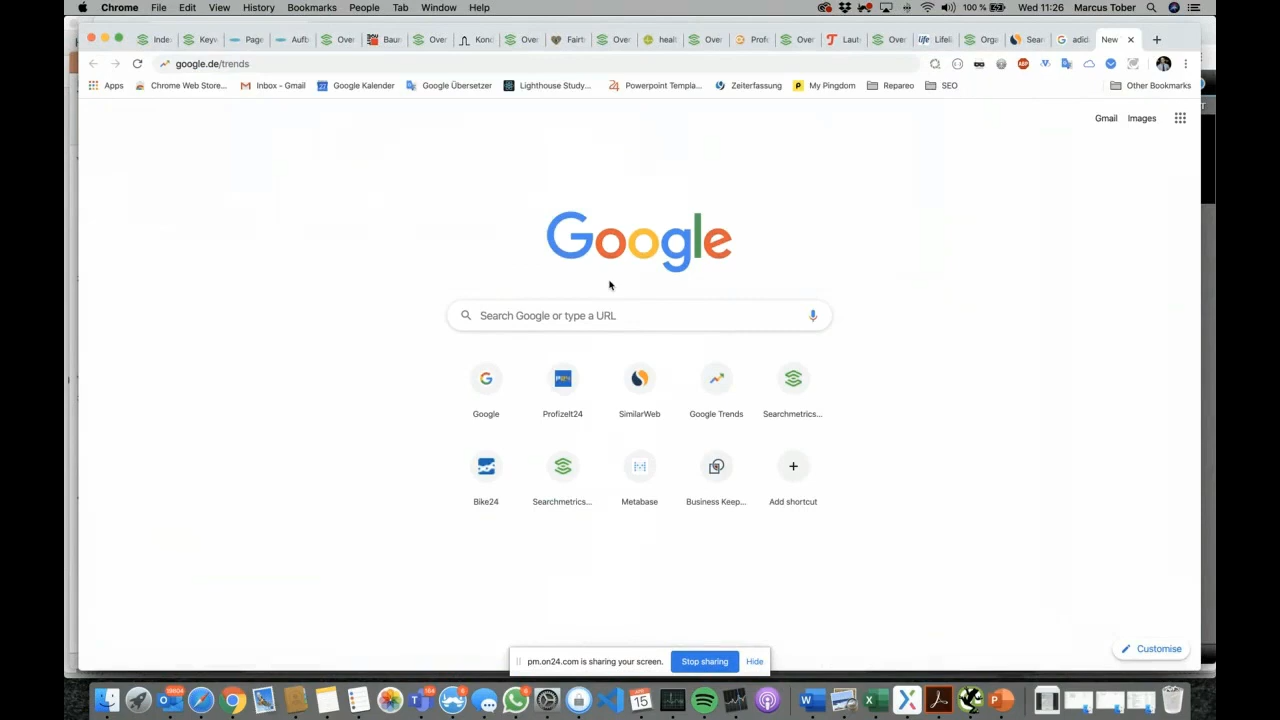 Chrome File Edit View History Bookmarks People Tab Window Help 100 % Wed 11:26 Marcus Tober
Inde Keyw Page Aufb Over Bau Over Kon Over Fairt Over healt Over Prof Over Laut Over Lifeli Orga Sear adid New
google.de/trends
Apps Chrome Web Store... Inbox - Gmail Google Kalender Google Übersetzer Lighthouse Study... Powerpoint Templa... Zeiterfassung My Pingdom Repareo SEO Other Bookmarks
Gmail Images
Google
Search Google or type a URL
Google ProfizeIt24 SimilarWeb Google Trends Searchmetrics...
Bike24 Searchmetrics... Metabase Business Keep... Add shortcut
Customise
pm.on24.com is sharing your screen. Stop sharing Hide